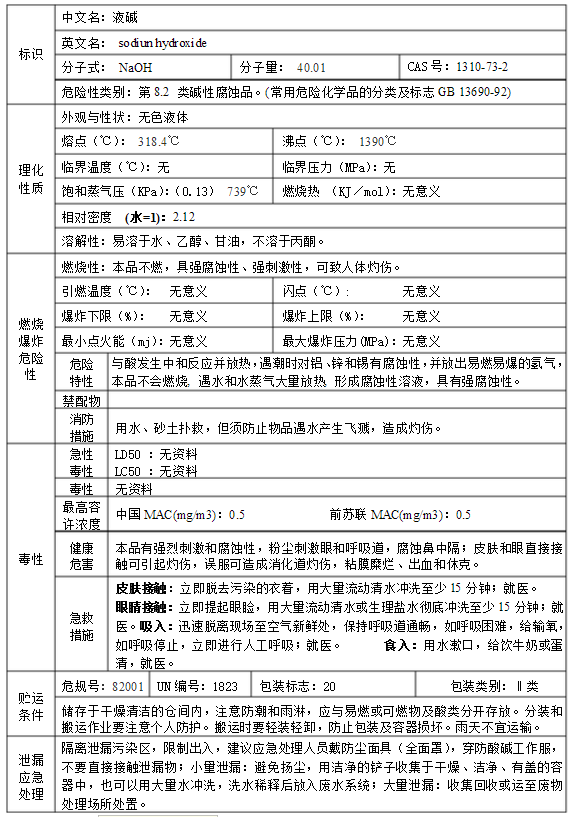 标识
中文名：液碱
英文名： sodiun hydroxide
分子式： NaOH
分子量： 40.01
CAS 号：1310-73-2
危险性类别：第 8.2 类碱性腐蚀品。(常用危险化学品的分类及标志 GB 13690-92)
理化
性质
外观与性状：无色液体
熔点（℃）： 318.4℃
沸点（℃）： 1390℃
临界温度（℃）：无
临界压力（MPa）：无
饱和蒸气压（KPa）：（0.13） 739℃
燃烧热 （KJ／mol）：无意义
相对密度 (水=1)：2.12
溶解性：易溶于水、乙醇、甘油，不溶于丙酮。
燃烧
爆炸
危险
性
燃烧性：本品不燃，具强腐蚀性、强刺激性，可致人体灼伤。
引燃温度（℃）： 无意义
闪点（℃）： 无意义
爆炸下限（%）： 无意义
爆炸上限（%）： 无意义
最小点火能（mj）：无意义
最大爆炸压力(MPa)：无意义
危险
特性
与酸发生中和反应并放热，遇潮时对铝、锌和锡有腐蚀性，并放出易燃易爆的氢气，
本品不会燃烧, 遇水和水蒸气大量放热, 形成腐蚀性溶液，具有强腐蚀性。
禁配物
消防
措施
用水、砂土扑救，但须防止物品遇水产生飞溅，造成灼伤。
毒性
急性
毒性
LD50 ：无资料
LC50 ：无资料
毒性
无资料
最高容
许浓度
中国 MAC(mg/m3)：0.5 前苏联 MAC(mg/m3)：0.5
健康
危害
本品有强烈刺激和腐蚀性，粉尘刺激眼和呼吸道，腐蚀鼻中隔；皮肤和眼直接接
触可引起灼伤，误服可造成消化道灼伤，粘膜糜烂、出血和休克。
急救
措施
皮肤接触：立即脱去污染的衣着，用大量流动清水冲洗至少 15 分钟；就医。
眼睛接触：立即提起眼睑，用大量流动清水或生理盐水彻底冲洗至少 15 分钟；就
医。吸入：迅速脱离现场至空气新鲜处，保持呼吸道通畅，如呼吸困难，给输氧，
如呼吸停止，立即进行人工呼吸；就医。 食入：用水漱口，给饮牛奶或蛋
清，就医。
贮运
条件
危规号：82001
UN 编号：1823
包装标志：20
包装类别：Ⅱ类
储存于干燥清洁的仓间内，注意防潮和雨淋，应与易燃或可燃物及酸类分开存放。分装和
搬运作业要注意个人防护。搬运时要轻装轻卸，防止包装及容器损坏。雨天不宜运输。
泄漏
应急
处理
隔离泄漏污染区，限制出入，建议应急处理人员戴防尘面具（全面罩），穿防酸碱工作服，
不要直接接触泄漏物；小量泄漏：避免扬尘，用洁净的铲子收集于干燥、洁净、有盖的容
器中，也可以用大量水冲洗，洗水稀释后放入废水系统；大量泄漏：收集回收或运至废物
处理场所处置。